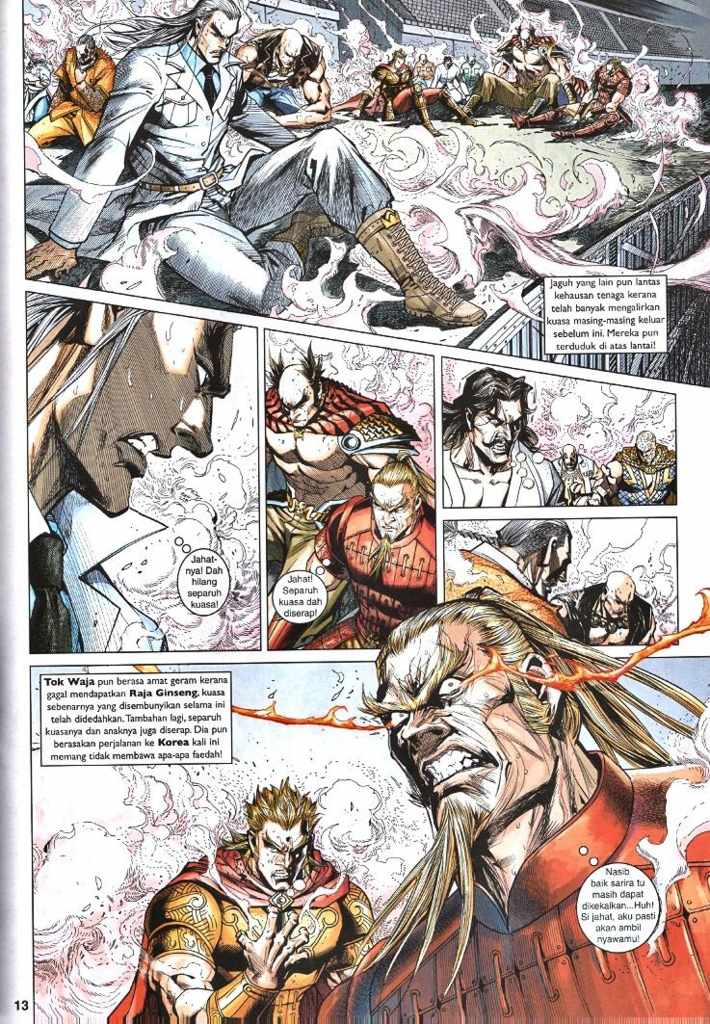 Jaguh yang lain pun lantas
kehausan tenaga kerana
telah banyak mengalirkan
kuasa masing-masing keluar
sebelum ini. Mereka pun
terduduk di atas lantai!
Jahat-
nya! Dah
hilang
separuh
kuasa!
Jahat!
Separuh
kuasa dah
diserap!
Tok Waja pun berasa amat geram kerana
gagal mendapatkan Raja Ginseng, kuasa
sebenarnya yang disembunyikan selama ini
telah didedahkan. Tambahan lagi, separuh
kuasanya dan anaknya juga diserap. Dia pun
berasakan perjalanan ke Korea kali ini
memang tidak membawa apa-apa faedah!
Nasib
baik sarira tu
masih dapat
dikekalkan...Huh!
Si jahat, aku pasti
akan ambil
nyawamu!
13